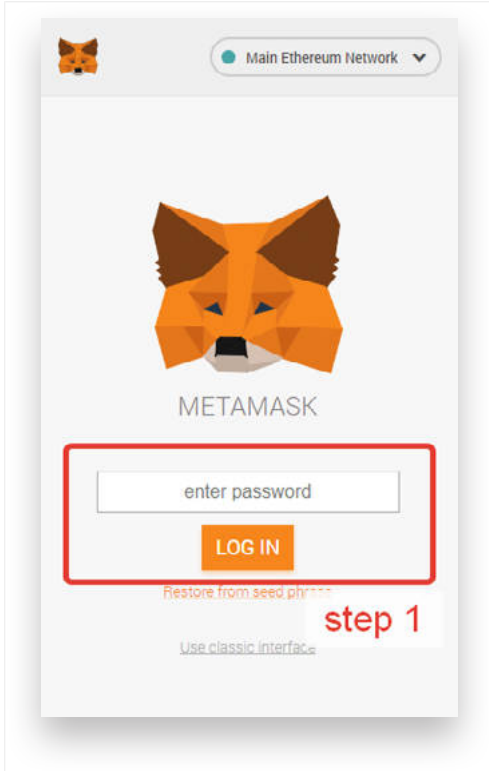 Main Ethereum Network
METAMASK
enter password
LOG IN
Restore from seed phrase
step 1
Use classic interface